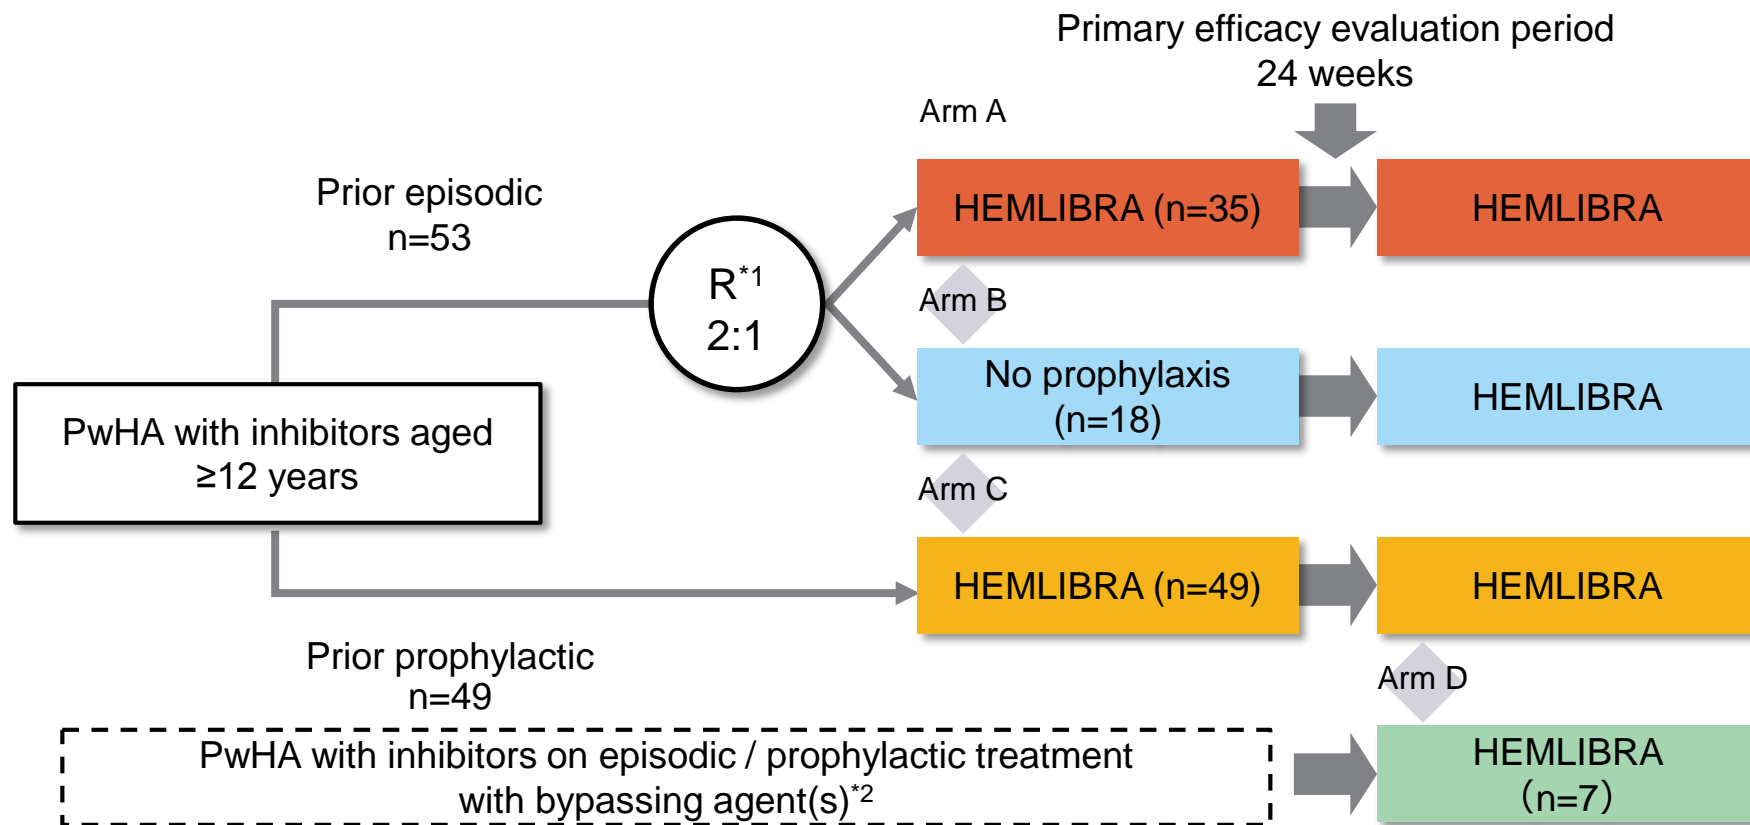 Primary efficacy evaluation period
24 weeks
Arm A
Prior episodic
n=53
HEMLIBRA (n=35)
HEMLIBRA
R*1
2:1
Arm B
No prophylaxis
(n=18)
HEMLIBRA
PwHA with inhibitors aged
≥12 years
Arm C
HEMLIBRA (n=49)
HEMLIBRA
Prior prophylactic
n=49
Arm D
PwHA with inhibitors on episodic / prophylactic treatment
with bypassing agent(s)*2
HEMLIBRA
（n=7）